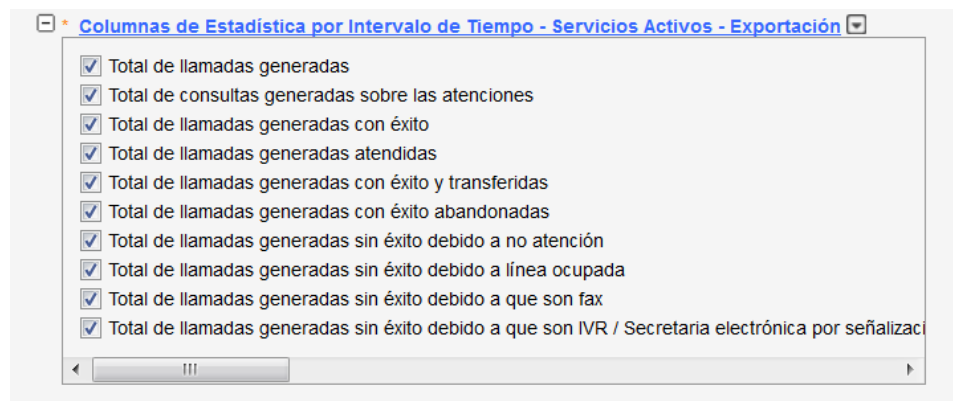 * Columnas de Estadística por Intervalo de Tiempo - Servicios Activos - Exportación
Total de llamadas generadas
Total de consultas generadas sobre las atenciones
Total de llamadas generadas con éxito
Total de llamadas generadas atendidas
Total de llamadas generadas con éxito y transferidas
Total de llamadas generadas con éxito abandonadas
Total de llamadas generadas sin éxito debido a no atención
Total de llamadas generadas sin éxito debido a línea ocupada
Total de llamadas generadas sin éxito debido a que son fax
Total de llamadas generadas sin éxito debido a que son IVR / Secretaria electrónica por señalizaci